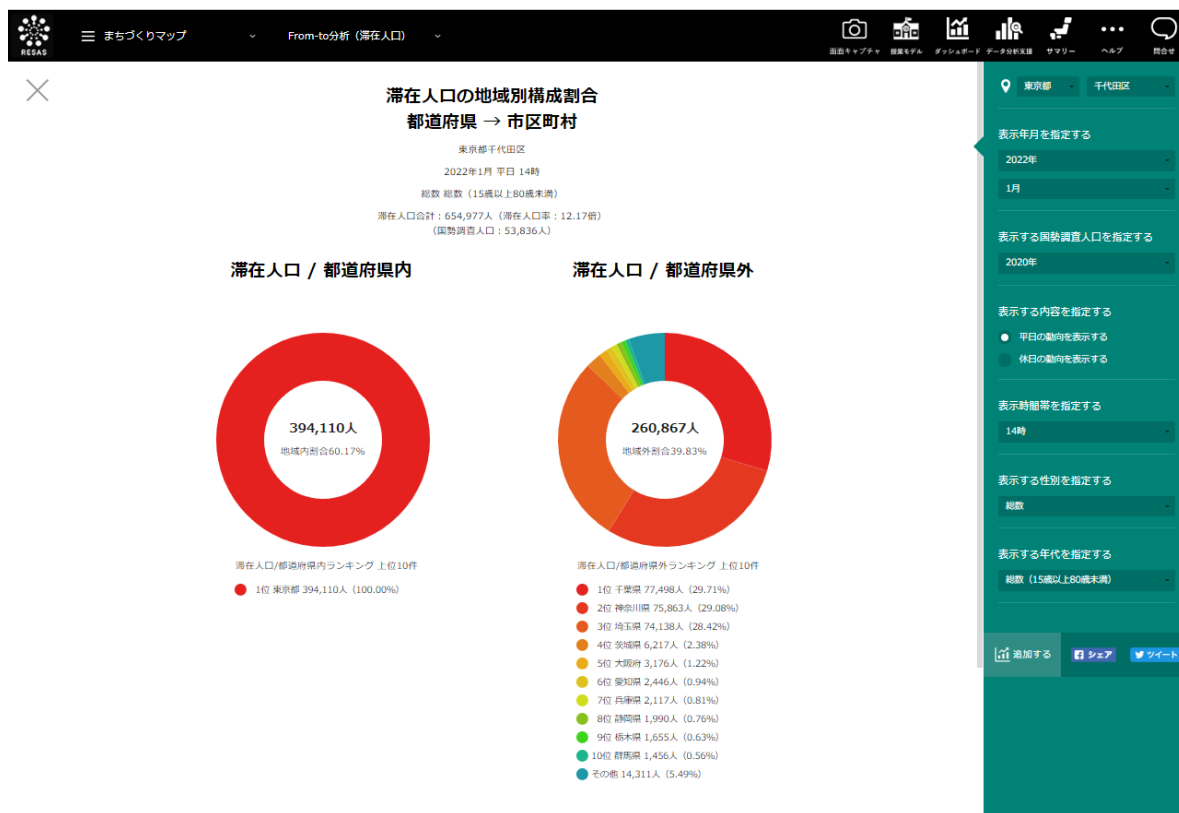 RESAS
まちづくりマップ
From-to分析（滞在人口）
画面キャプチャ
授業モデル
ダッシュボード
データ分析支援
サマリー
ヘルプ
問合せ
滞在人口の地域別構成割合
都道府県 → 市区町村
東京都千代田区
2022年1月 平日 14時
総数 総数（15歳以上80歳未満）
滞在人口合計：654,977人（滞在人口率：12.17倍）
（国勢調査人口：53,836人）
滞在人口 / 都道府県内
394,110人
地域内割合60.17%
滞在人口/都道府県内ランキング 上位10件
1位 東京都 394,110人（100.00%）
滞在人口 / 都道府県外
260,867人
地域外割合39.83%
滞在人口/都道府県外ランキング 上位10件
1位 千葉県 77,498人（29.71%）
2位 神奈川県 75,863人（29.08%）
3位 埼玉県 74,138人（28.42%）
4位 茨城県 6,217人（2.38%）
5位 大阪府 3,176人（1.22%）
6位 愛知県 2,446人（0.94%）
7位 兵庫県 2,117人（0.81%）
8位 静岡県 1,990人（0.76%）
9位 栃木県 1,655人（0.63%）
10位 群馬県 1,456人（0.56%）
その他 14,311人（5.49%）
東京都
千代田区
表示年月を指定する
2022年
1月
表示する国勢調査人口を指定する
2020年
表示する内容を指定する
平日の動向を表示する
休日の動向を表示する
表示時間帯を指定する
14時
表示する性別を指定する
総数
表示する年代を指定する
総数（15歳以上80歳未満）
追加する
シェア
ツイート